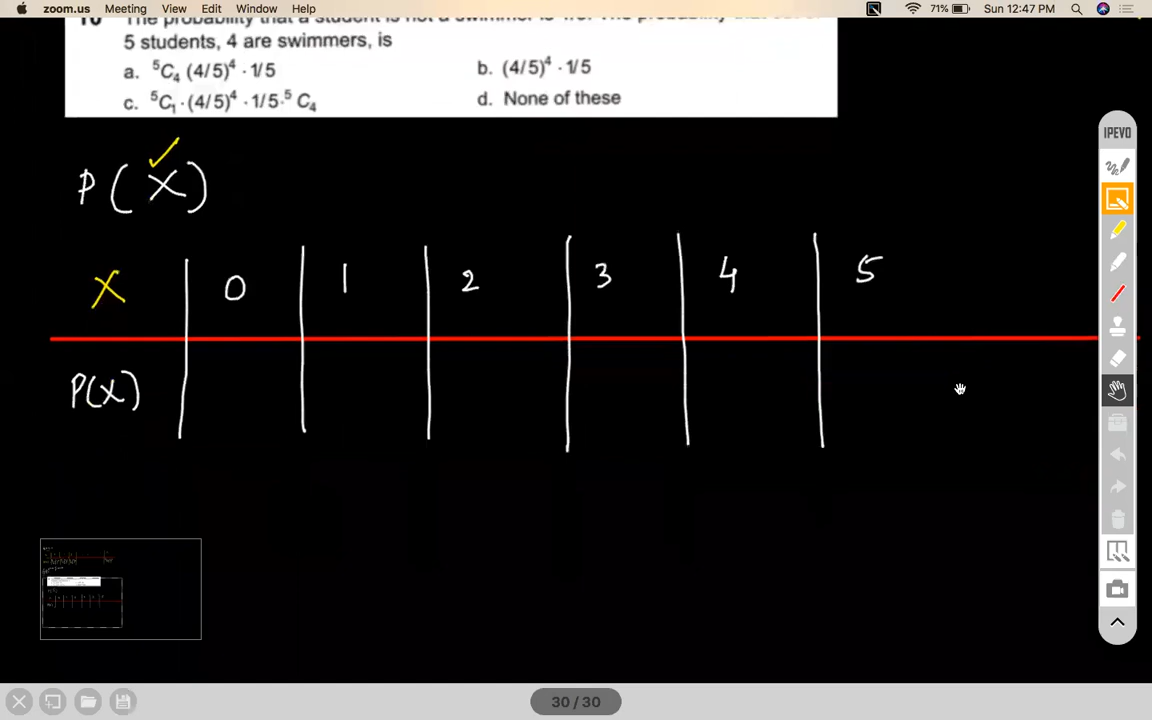 zoom.us Meeting View Edit Window Help 71% Sun 12:47 PM
5 students, 4 are swimmers, is
a. ⁵C₄ (4/5)⁴ · 1/5 b. (4/5)⁴ · 1/5
c. ⁵C₁ · (4/5)⁴ · 1/5·⁵ C₄ d. None of these
IPEVO
P(X)
X 0 1 2 3 4 5
P(X)
30 / 30